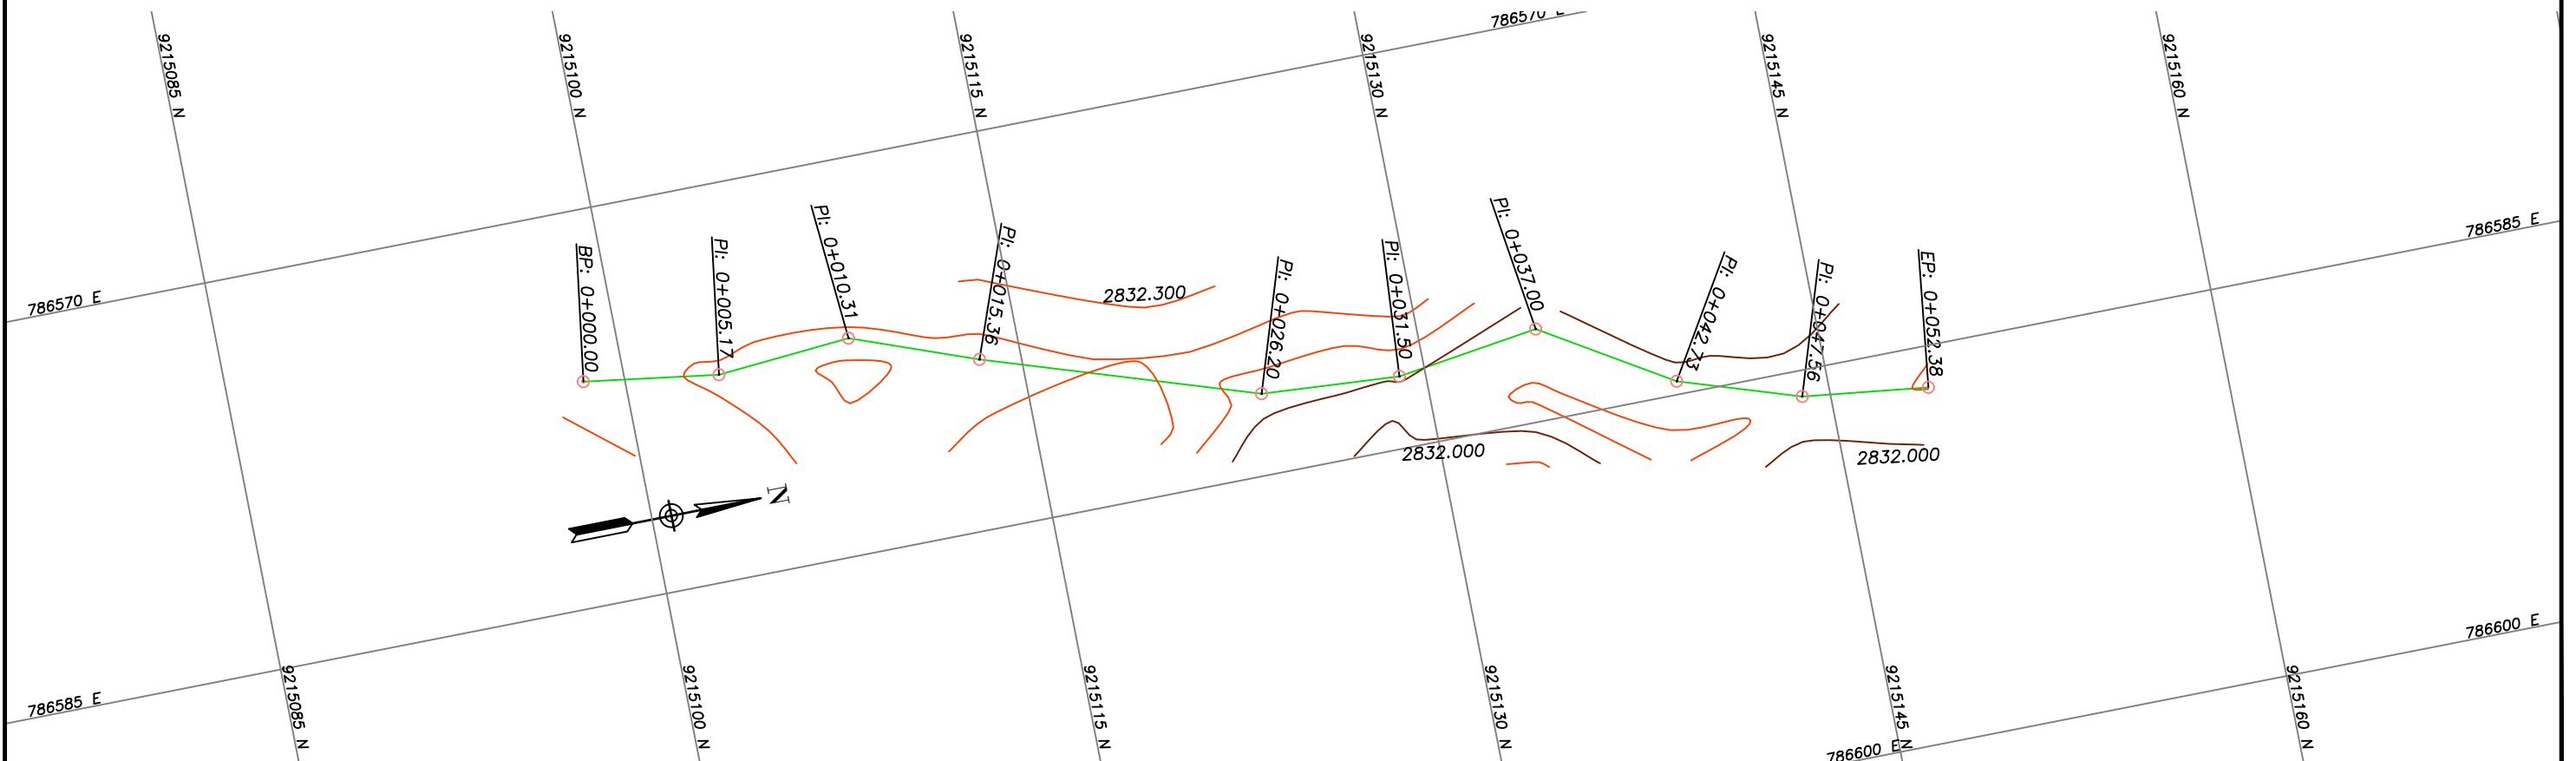 786570 E
9215085 N
9215100 N
9215115 N
9215130 N
9215145 N
9215160 N
786585 E
786570 E
BP: 0+000.00
PI: 0+005.17
PI: 0+010.31
PI: 0+015.36
2832.300
PI: 0+026.20
PI: 0+031.50
PI: 0+037.00
PI: 0+042.73
PI: 0+047.56
EP: 0+052.38
2832.000
2832.000
N
786600 E
786585 E
9215085 N
9215100 N
9215115 N
9215130 N
9215145 N
9215160 N
786600 E